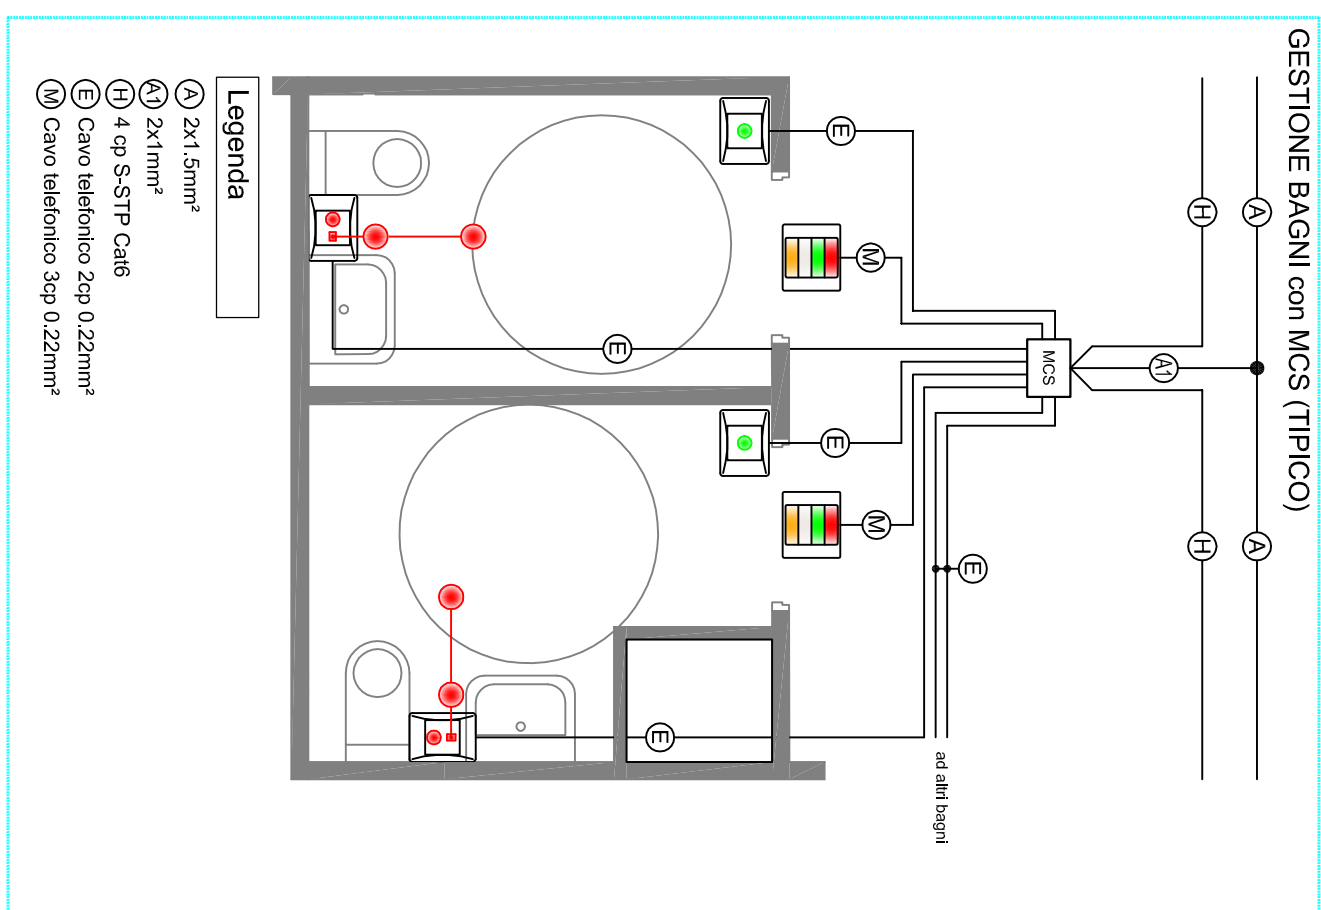 GESTIONE BAGNI con MCS (TIPICO)
A
A
H
H
A1
MCS
E
M
E
E
M
E
E
ad altri bagni
Legenda
A 2x1.5mm²
A1 2x1mm²
H 4 cp S-STP Cat6
E Cavo telefonico 2cp 0.22mm²
M Cavo telefonico 3cp 0.22mm²